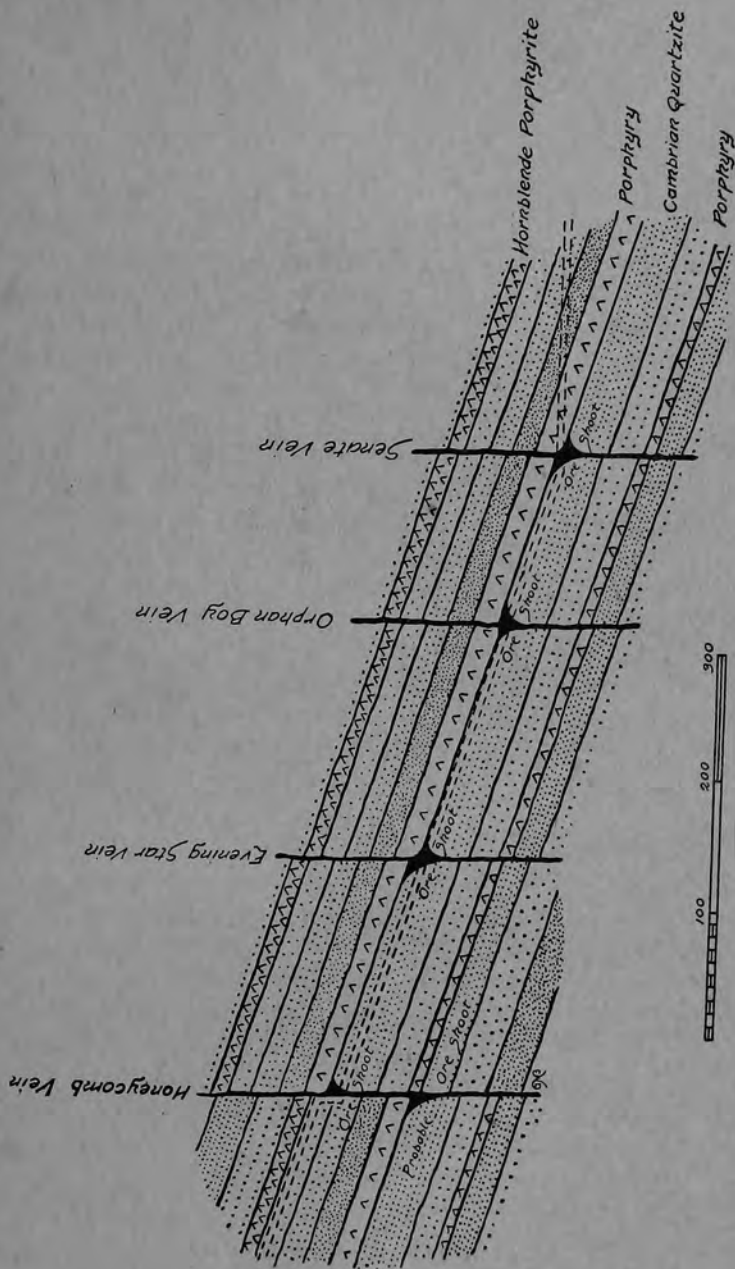 Honeycomb Vein
Evening Star Vein
Orphan Boy Vein
Senate Vein
Hornblende Porphyrite
Porphyry
Cambrian Quartzite
Porphyry
Ore Shoot
Ore Shoot
Ore Shoot
Ore Shoot
Probable Ore Shoot
100
200
300